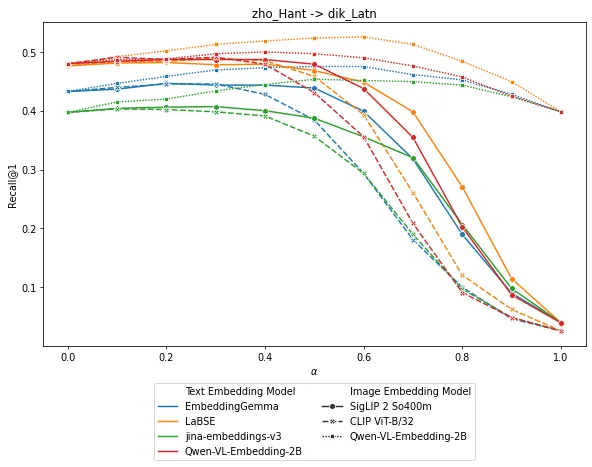 zho_Hant -> dik_Latn
0.5
0.4
0.3
0.2
0.1
Recall@1
0.0 0.2 0.4 0.6 0.8 1.0
α
Text Embedding Model Image Embedding Model
EmbeddingGemma SigLIP 2 So400m
LaBSE CLIP ViT-B/32
jina-embeddings-v3 Qwen-VL-Embedding-2B
Qwen-VL-Embedding-2B